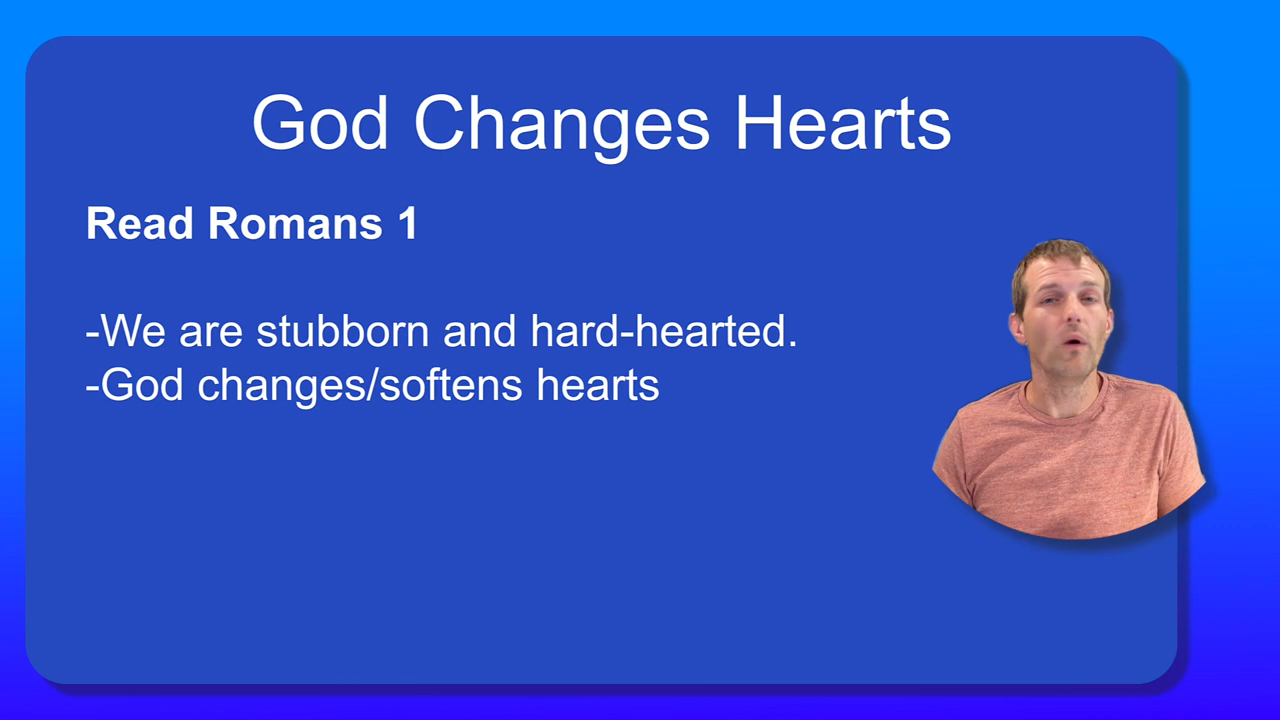 God Changes Hearts
Read Romans 1
-We are stubborn and hard-hearted.
-God changes/softens hearts